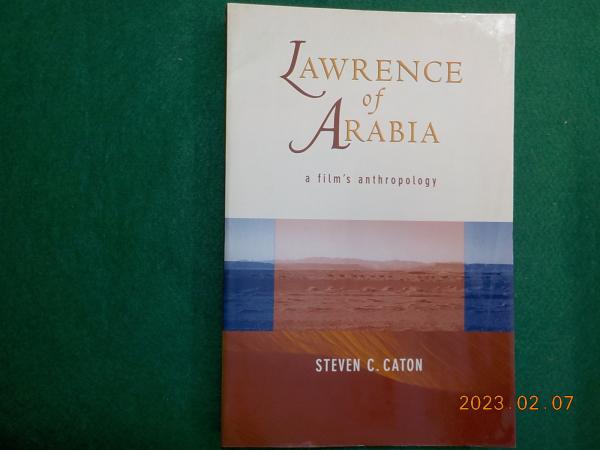 LAWRENCE
of
ARABIA
a film's anthropology
STEVEN C. CATON
2023.02.07